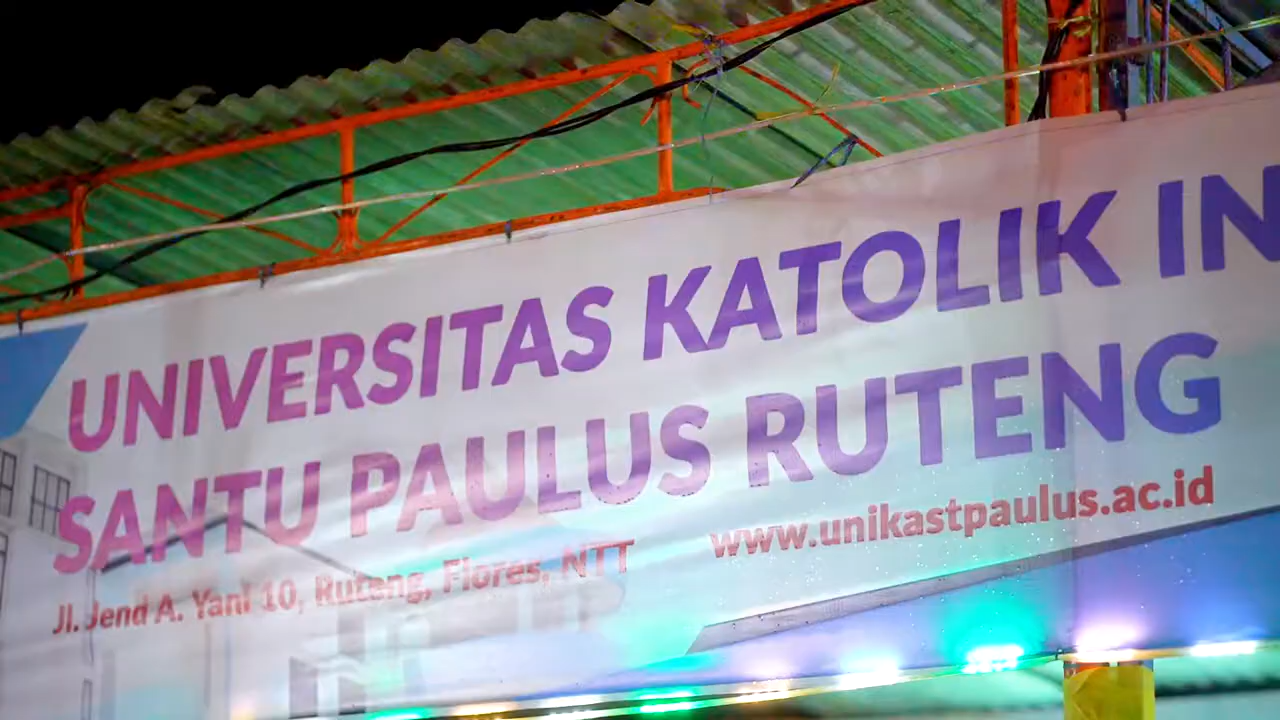 UNIVERSITAS KATOLIK IN
SANTU PAULUS RUTENG
Jl. Jend A. Yani 10, Ruteng, Flores, NTT
www.unikastpaulus.ac.id